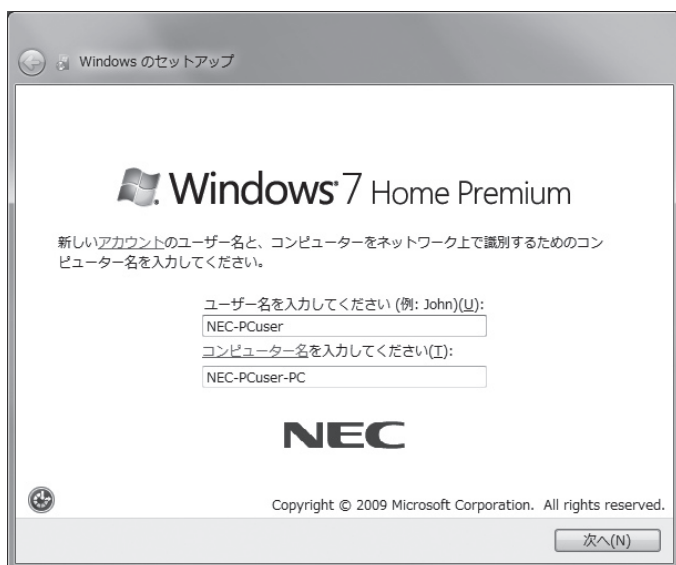 Windows のセットアップ
Windows 7 Home Premium
新しいアカウントのユーザー名と、コンピューターをネットワーク上で識別するためのコン
ピューター名を入力してください。
ユーザー名を入力してください (例: John)(U):
NEC-PCuser
コンピューター名を入力してください(T):
NEC-PCuser-PC
NEC
Copyright © 2009 Microsoft Corporation. All rights reserved.
次へ(N)